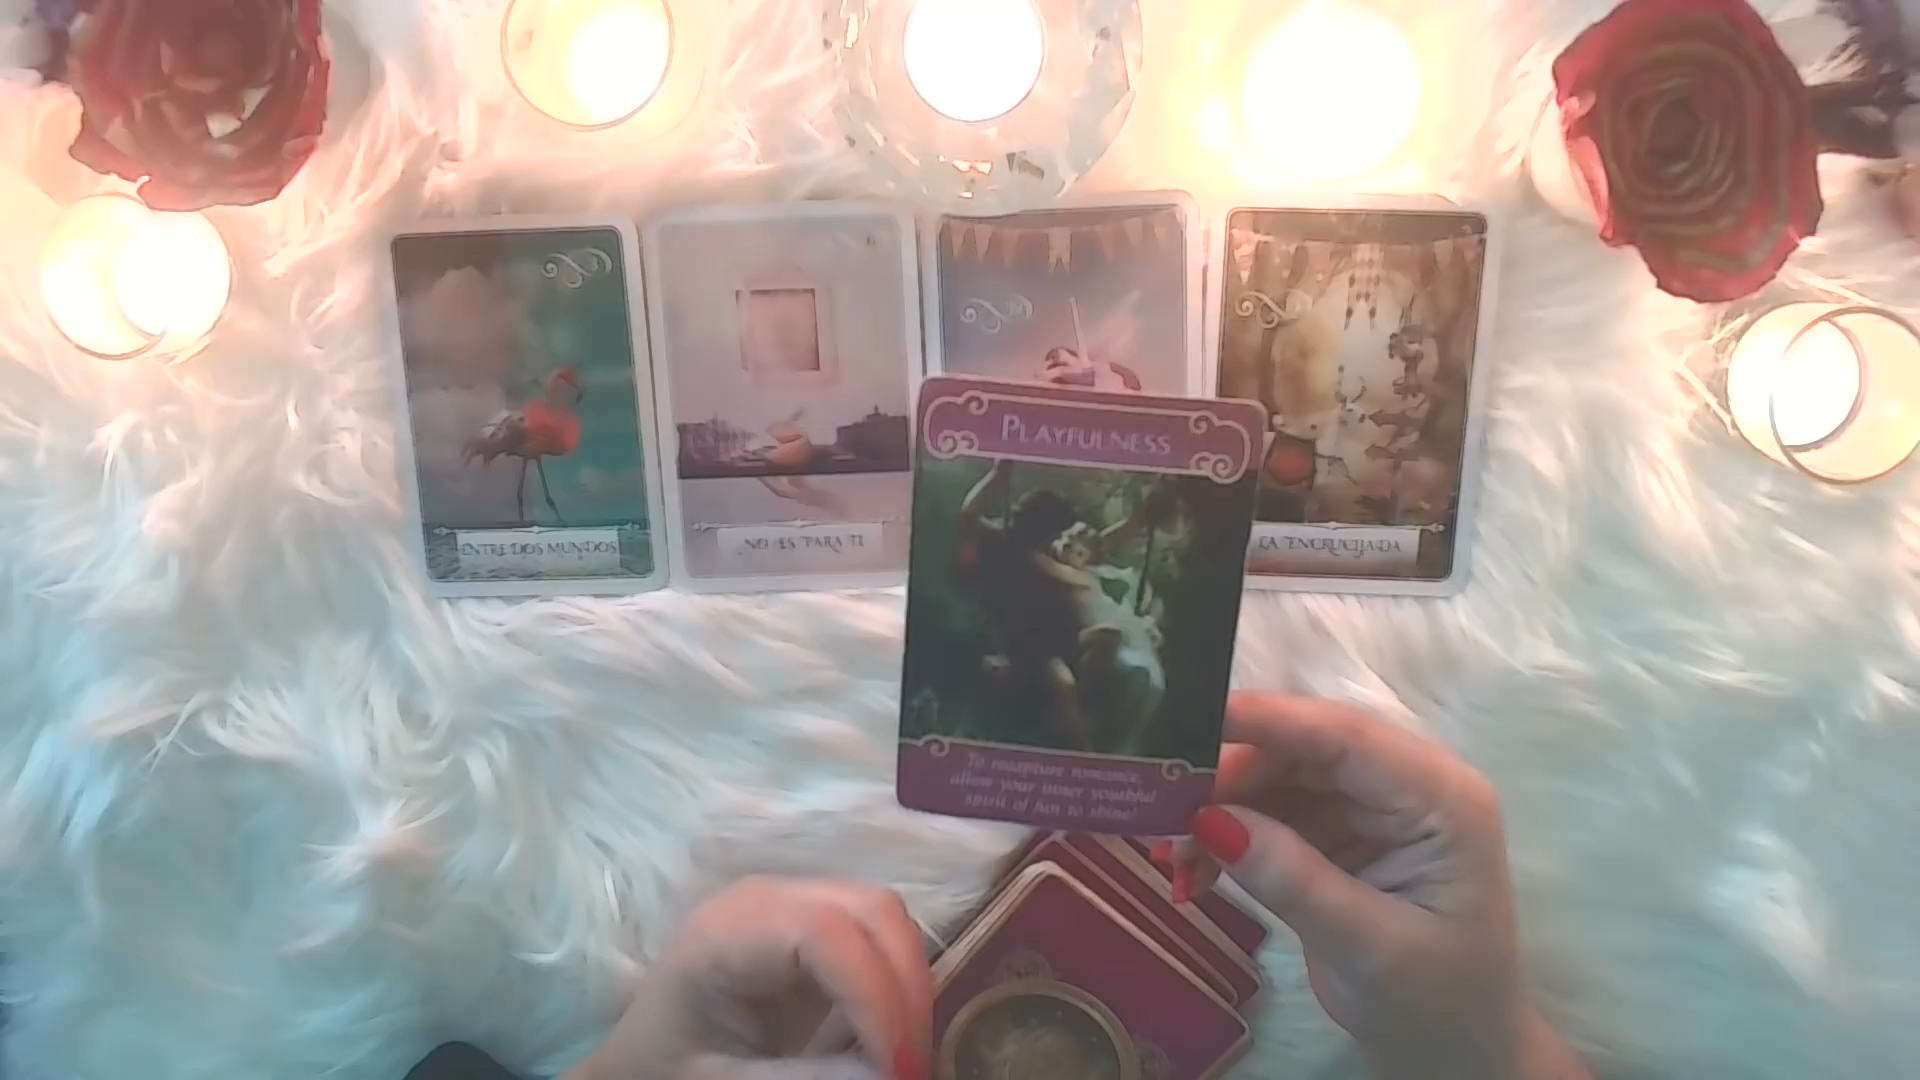 ENTRE DOS MUNDOS
6
NO ES PARA TI
LA ENCRUCIJADA
PLAYFULNESS
To recapture romance,
allow your inner youthful
spirit of fun to shine!